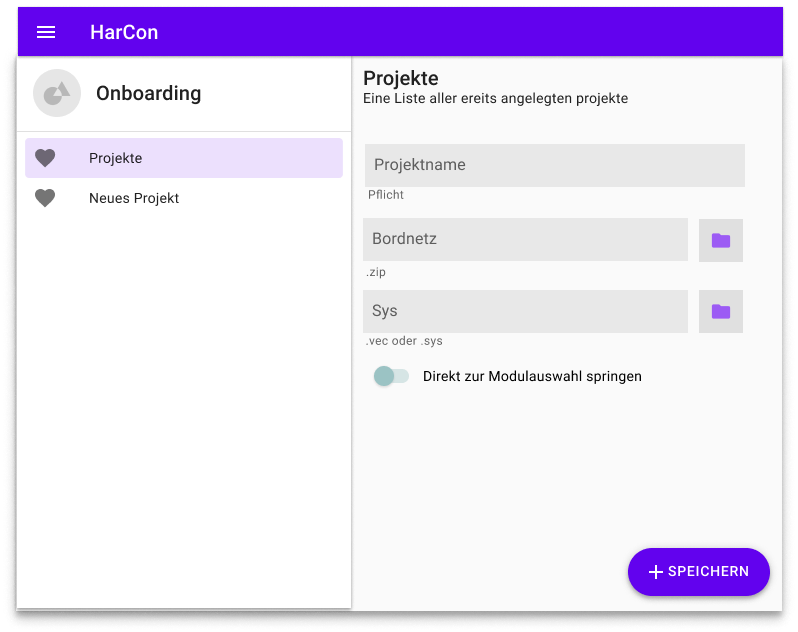 HarCon
Onboarding
Projekte
Neues Projekt
Projekte
Eine Liste aller ereits angelegten projekte
Projektname
Pflicht
Bordnetz
.zip
Sys
.vec oder .sys
Direkt zur Modulauswahl springen
SPEICHERN